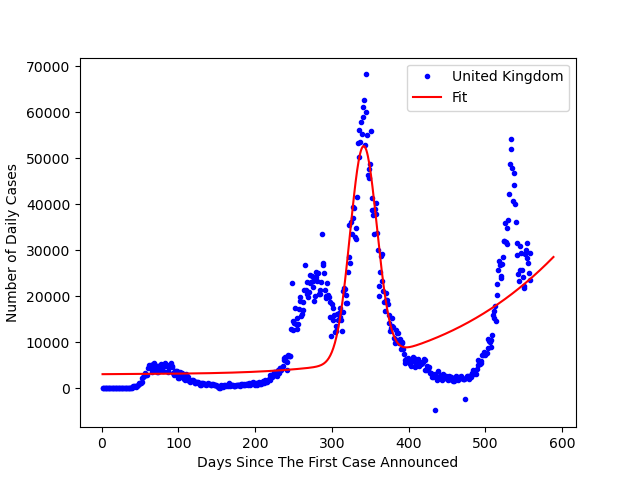 70000
60000
50000
40000
30000
20000
10000
0
Number of Daily Cases
United Kingdom
Fit
0 100 200 300 400 500 600
Days Since The First Case Announced